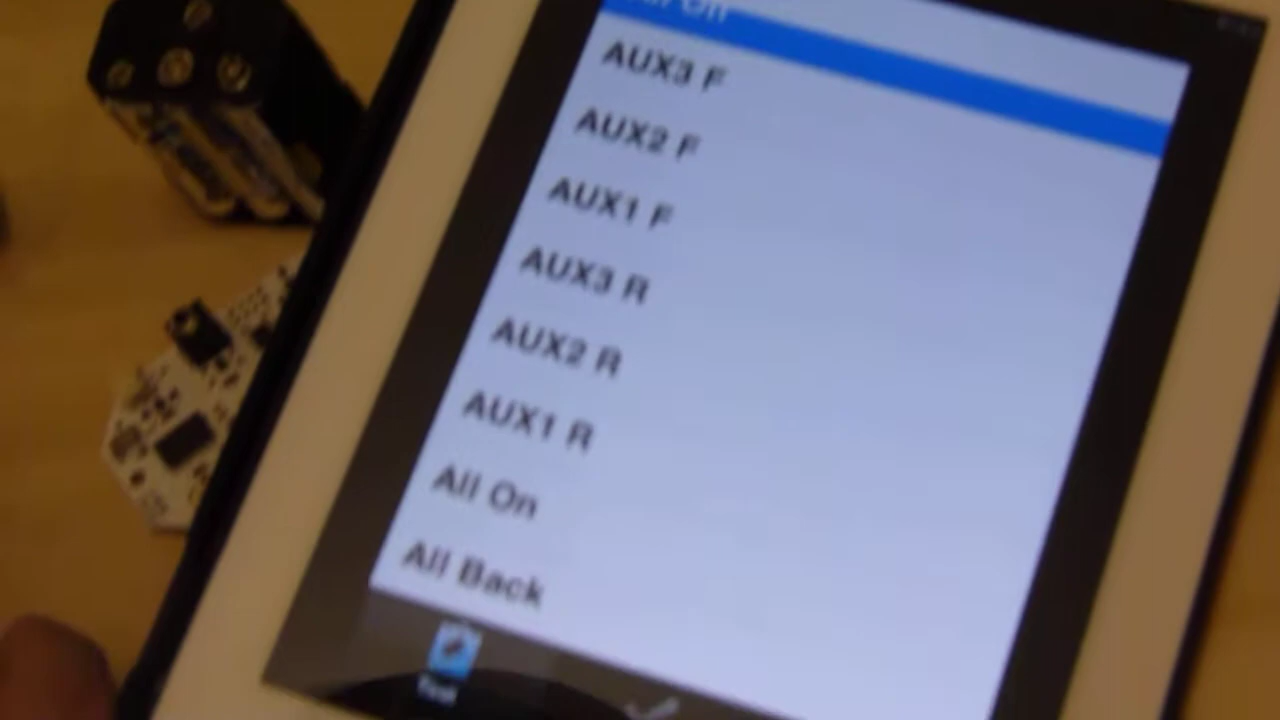 AUX3 F
AUX2 F
AUX1 F
AUX3 R
AUX2 R
AUX1 R
All On
All Back